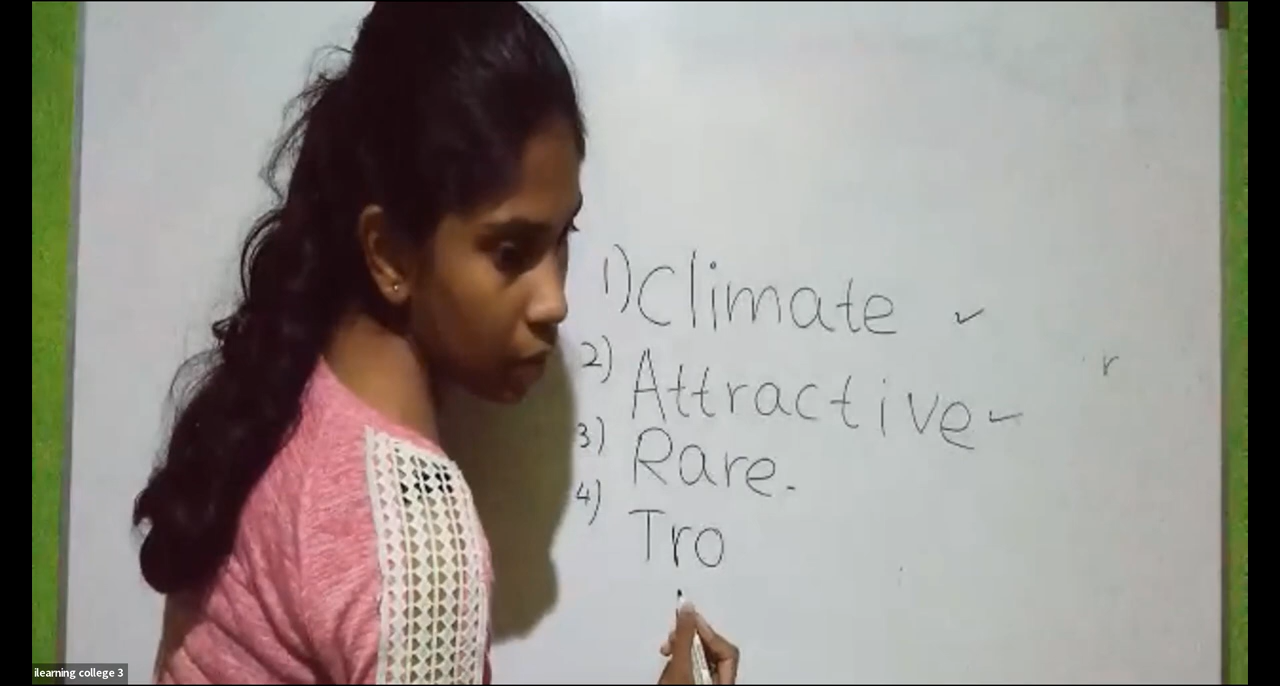 1) Climate
2) Attractive
3) Rare.
4) Tro
r
ilearning college 3